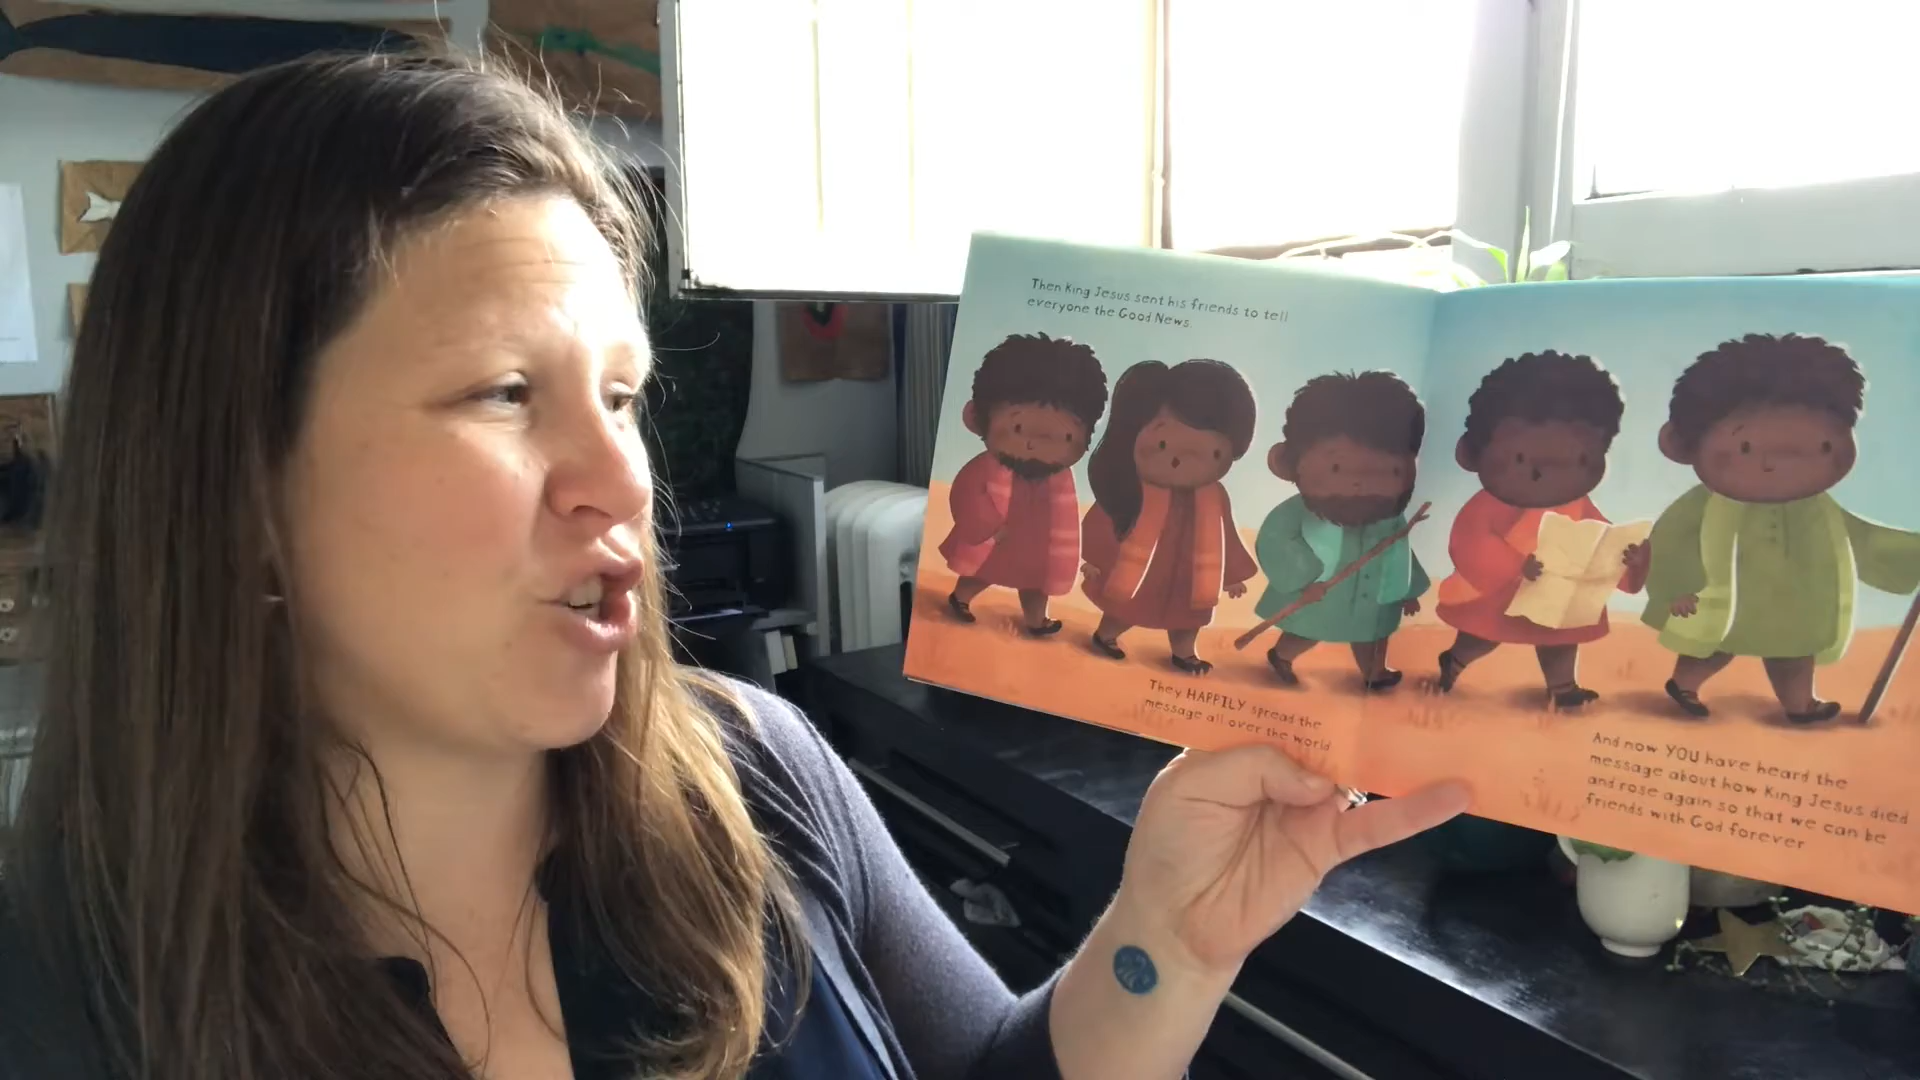 Then King Jesus sent his friends to tell
everyone the Good News.
They HAPPILY spread the
message all over the world
And now YOU have heard the
message about how King Jesus died
and rose again so that we can be
friends with God forever